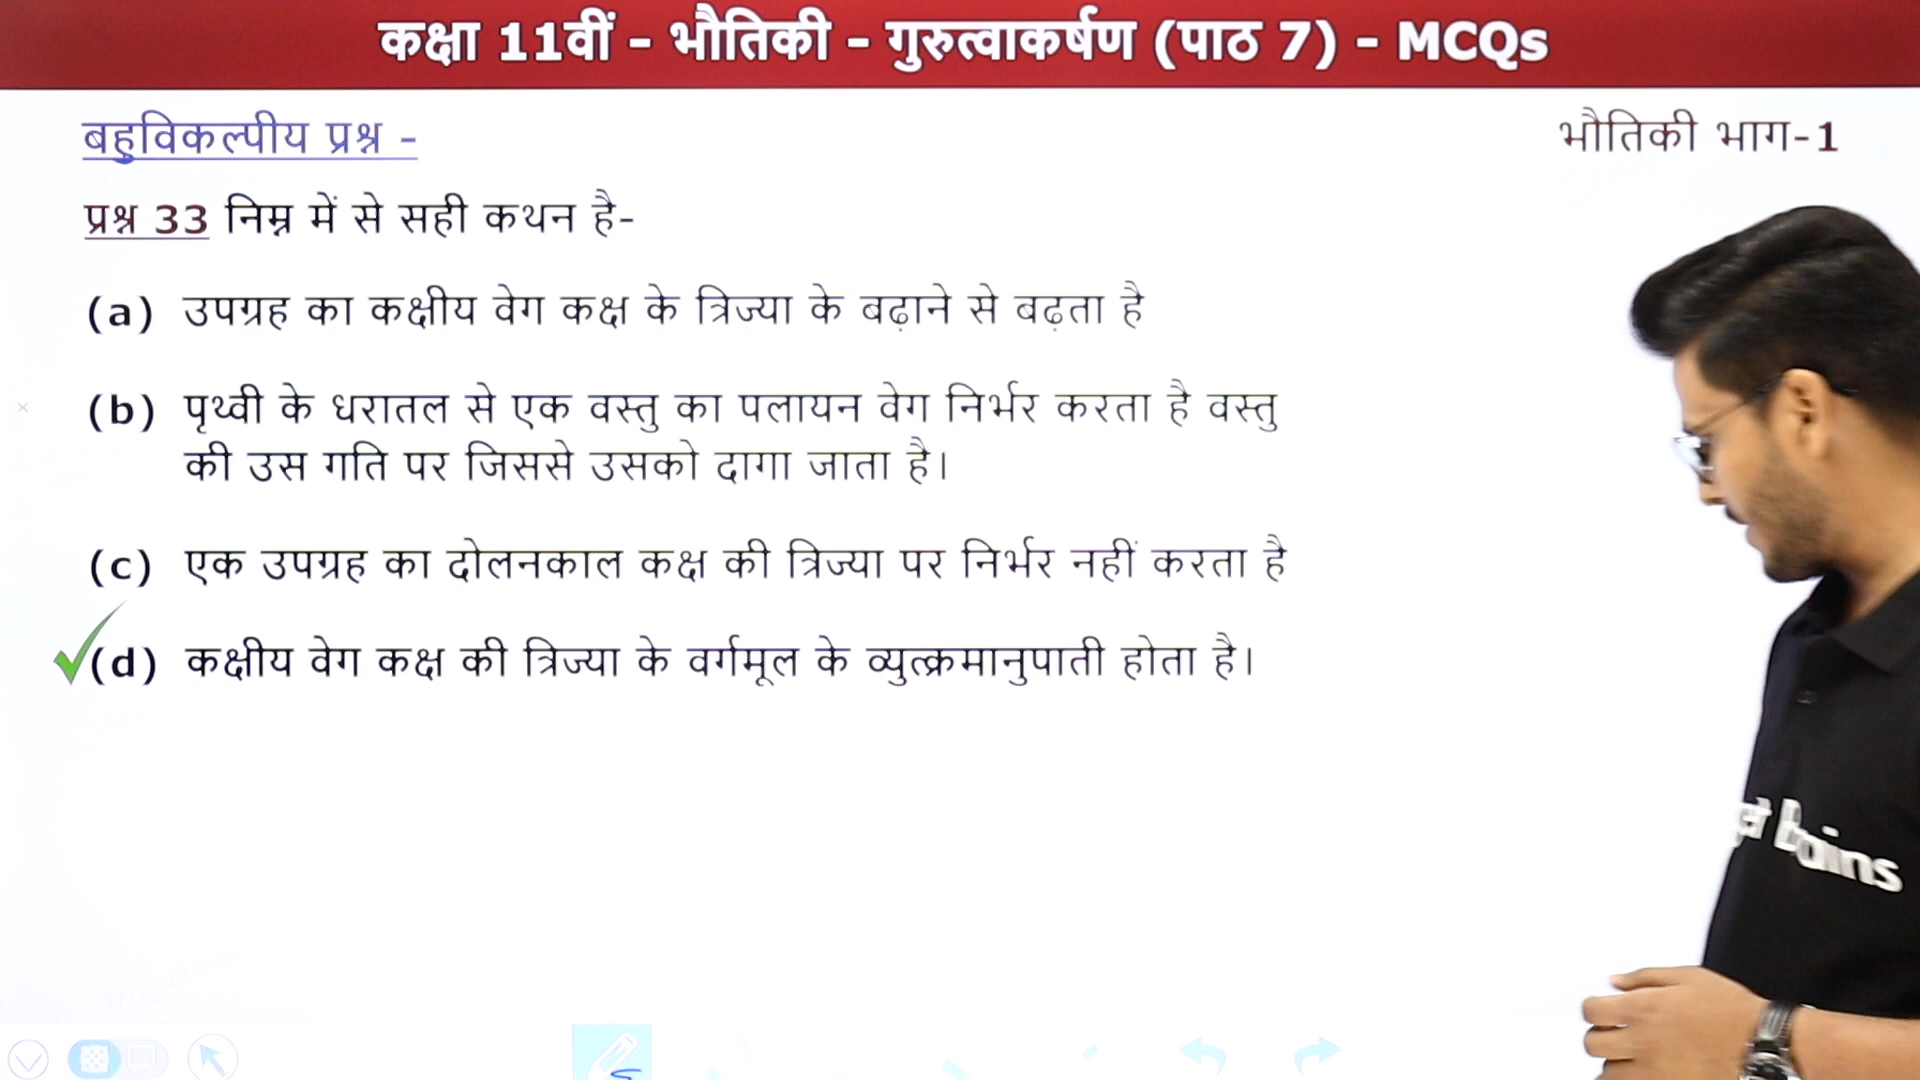 कक्षा 11वीं - भौतिकी - गुरुत्वाकर्षण (पाठ 7) - MCQs
बहुविकल्पीय प्रश्न -
भौतिकी भाग-1
प्रश्न 33 निम्न में से सही कथन है-
(a) उपग्रह का कक्षीय वेग कक्ष के त्रिज्या के बढ़ाने से बढ़ता है
(b) पृथ्वी के धरातल से एक वस्तु का पलायन वेग निर्भर करता है वस्तु
की उस गति पर जिससे उसको दागा जाता है।
(c) एक उपग्रह का दोलनकाल कक्ष की त्रिज्या पर निर्भर नहीं करता है
(d) कक्षीय वेग कक्ष की त्रिज्या के वर्गमूल के व्युत्क्रमानुपाती होता है।
Brains